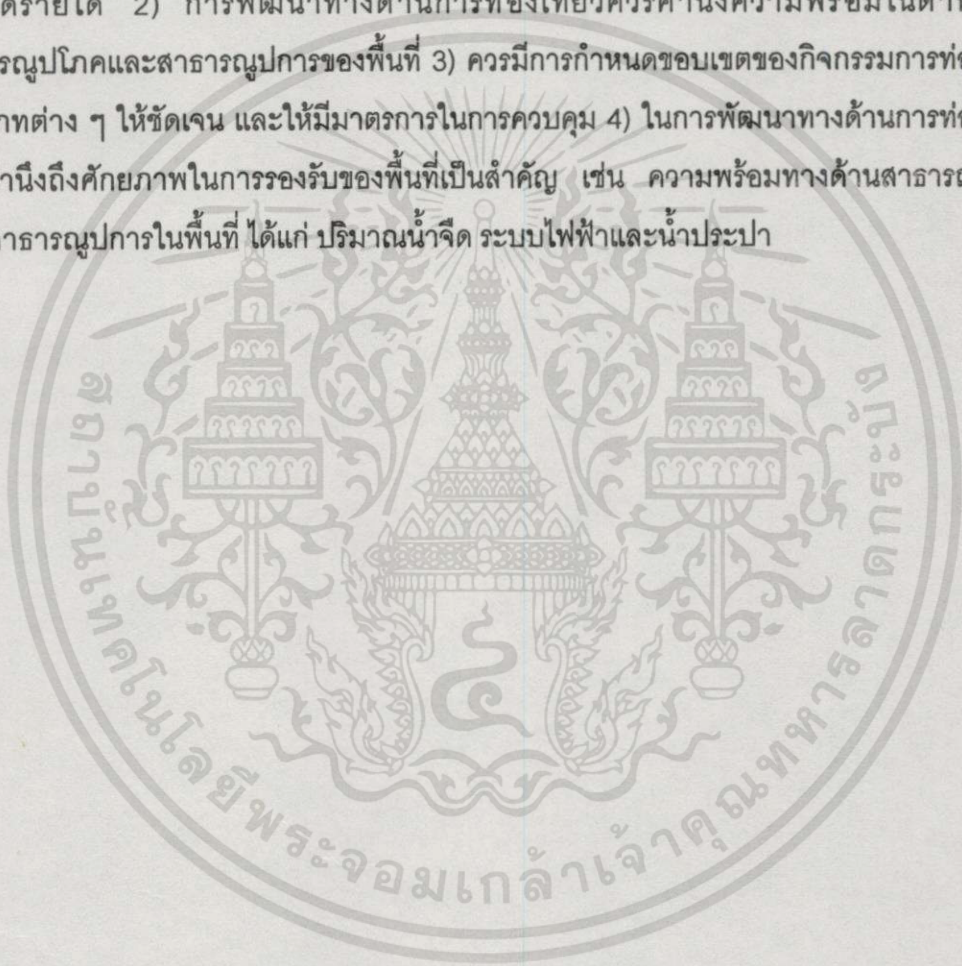 2) การพัฒนาทางด้านการท่องเที่ยวควรคำนึงความพร้อมในด้าน
รณูปโภคและสาธารณูปการของพื้นที่ 3) ควรมีการกำหนดขอบเขตของกิจกรรมการท่อ
าทต่าง ๆ ให้ชัดเจน และให้มีมาตรการในการควบคุม 4) ในการพัฒนาทางด้านการท่อ
านึงถึงศักยภาพในการรองรับของพื้นที่เป็นสำคัญ เช่น ความพร้อมทางด้านสาธารณ
าธารณูปการในพื้นที่ ได้แก่ ปริมาณน้ำจืด ระบบไฟฟ้าและน้ำประปา
สถาบันเทคโนโลยีพระจอมเกล้าเจ้าคุณทหารลาดกระบัง